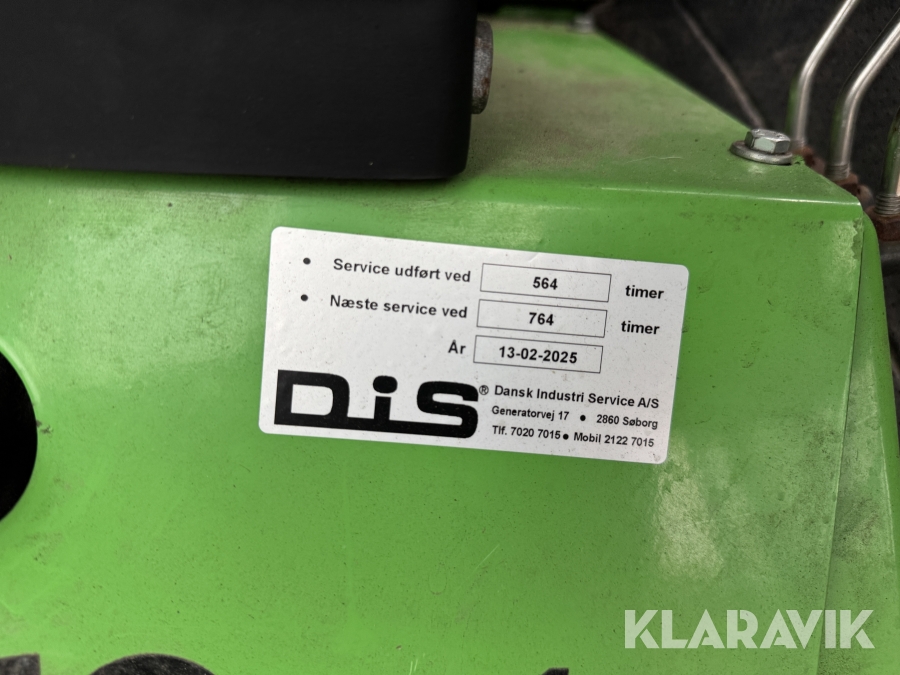 • Service udført ved 564 timer
• Næste service ved 764 timer
År 13-02-2025
DiS® Dansk Industri Service A/S
Generatorvej 17 • 2860 Søborg
Tlf. 7020 7015 • Mobil 2122 7015
KLARAVIK